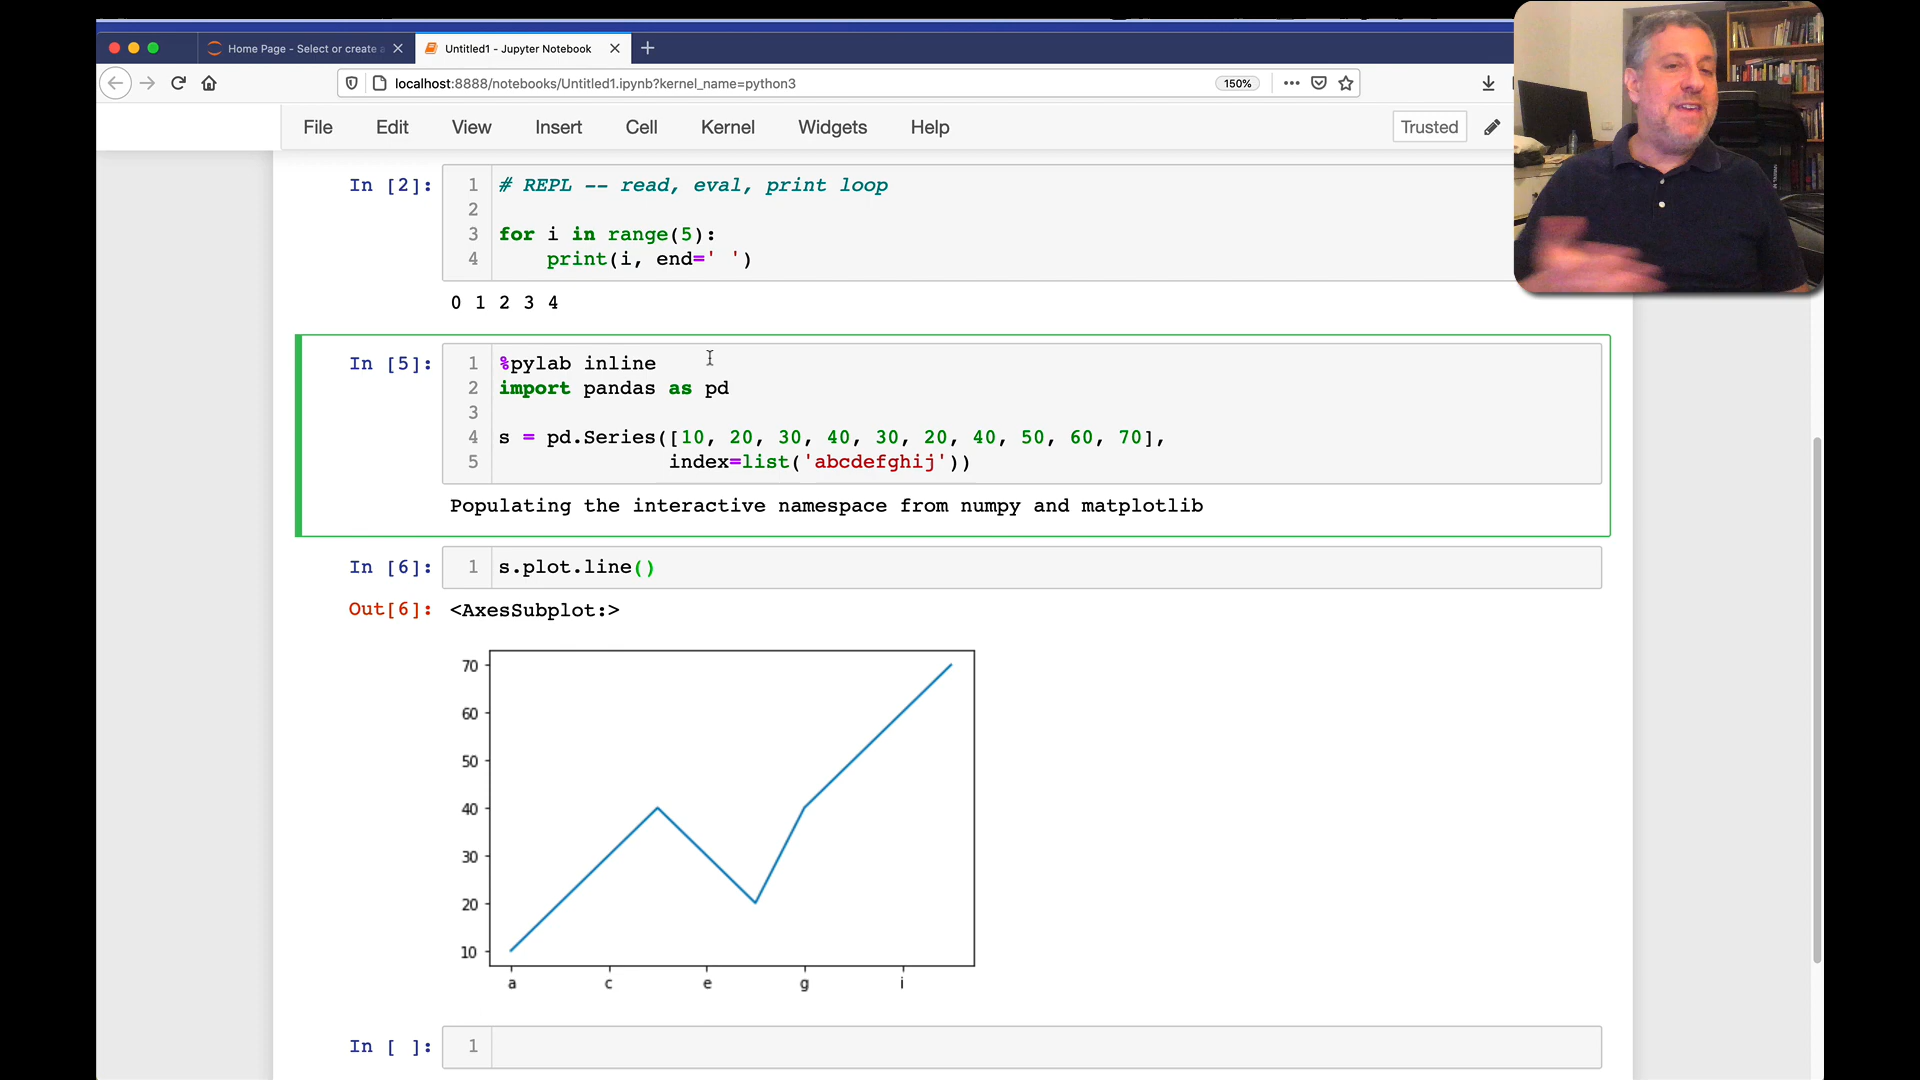 Home Page - Select or create a
Untitled1 - Jupyter Notebook
localhost:8888/notebooks/Untitled1.ipynb?kernel_name=python3
150%
File Edit View Insert Cell Kernel Widgets Help
Trusted
In [2]:
1 # REPL -- read, eval, print loop
2
3 for i in range(5):
4 print(i, end=' ')
0 1 2 3 4
In [5]:
1 %pylab inline
2 import pandas as pd
3
4 s = pd.Series([10, 20, 30, 40, 30, 20, 40, 50, 60, 70],
5 index=list('abcdefghij'))
Populating the interactive namespace from numpy and matplotlib
In [6]: 1 s.plot.line()
Out[6]: <AxesSubplot:>
70
60
50
40
30
20
10
a c e g i
In [ ]: 1